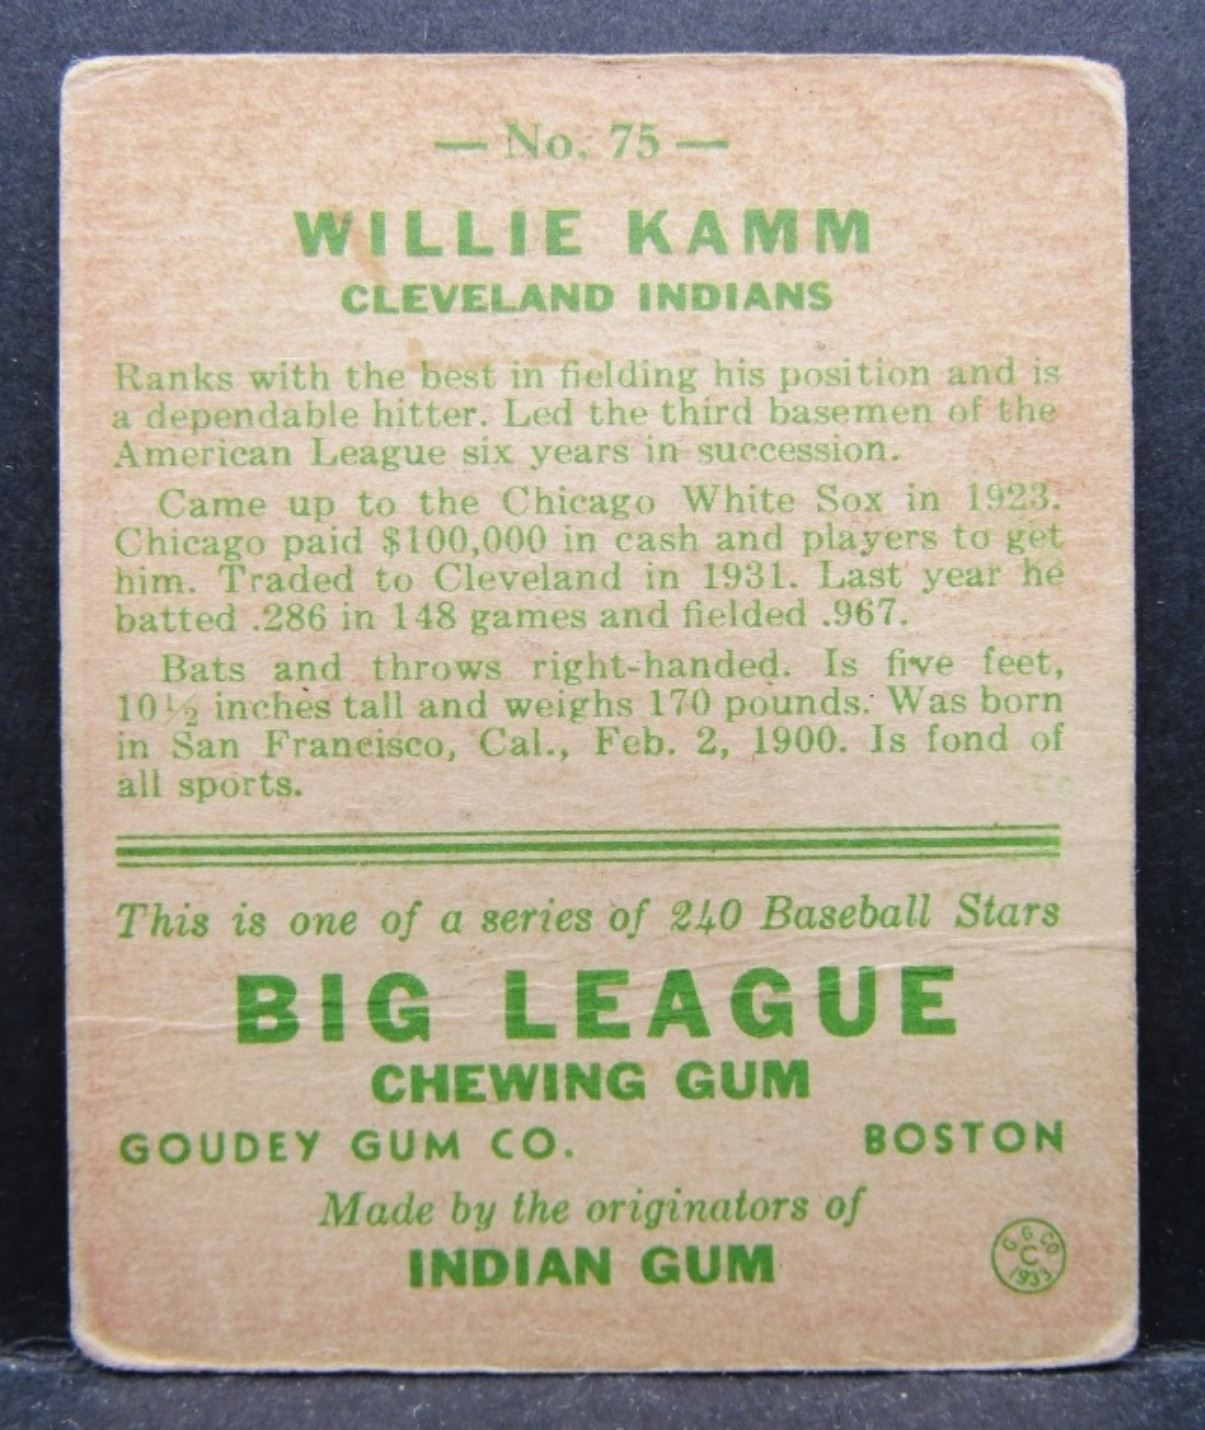 — No. 75 —
WILLIE KAMM
CLEVELAND INDIANS
Ranks with the best in fielding his position and is
a dependable hitter. Led the third basemen of the
American League six years in succession.
Came up to the Chicago White Sox in 1923.
Chicago paid $100,000 in cash and players to get
him. Traded to Cleveland in 1931. Last year he
batted .286 in 148 games and fielded .967.
Bats and throws right-handed. Is five feet,
10½ inches tall and weighs 170 pounds. Was born
in San Francisco, Cal., Feb. 2, 1900. Is fond of
all sports.
This is one of a series of 240 Baseball Stars
BIG LEAGUE
CHEWING GUM
GOUDEY GUM CO. BOSTON
Made by the originators of
INDIAN GUM
G. G. CO
C
1933